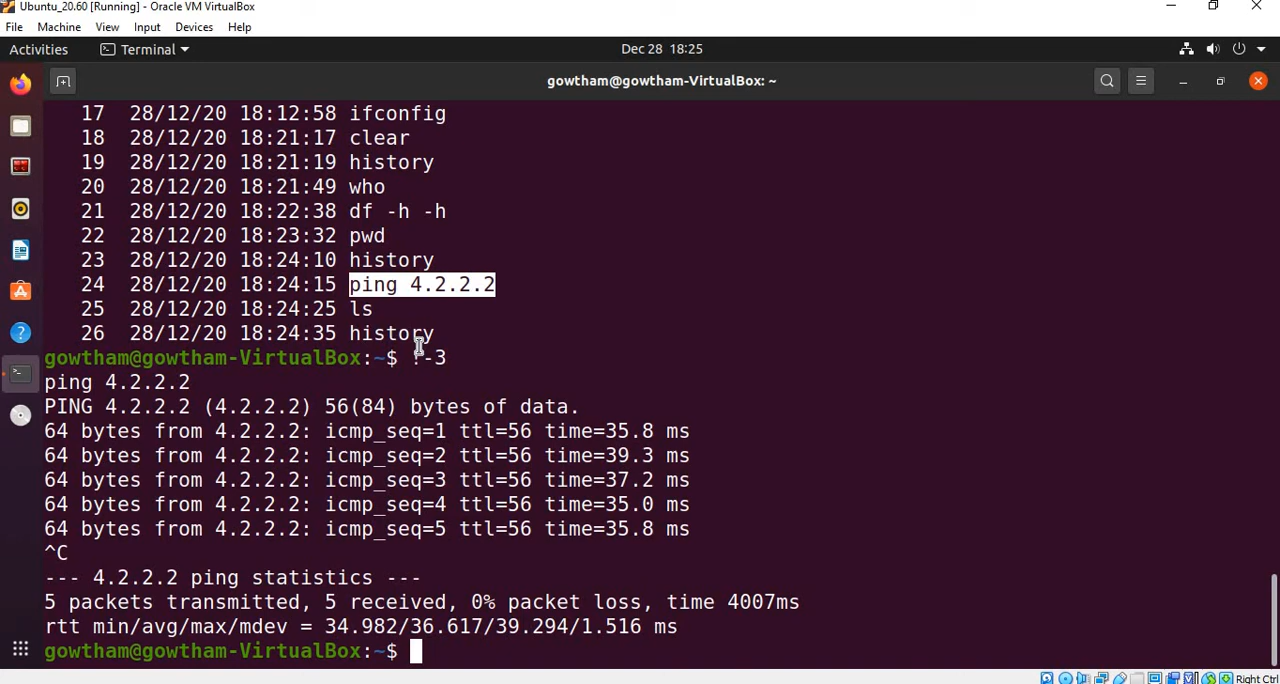 Ubuntu_20.60 [Running] - Oracle VM VirtualBox
File Machine View Input Devices Help
Activities Terminal Dec 28 18:25
gowtham@gowtham-VirtualBox: ~
17 28/12/20 18:12:58 ifconfig
18 28/12/20 18:21:17 clear
19 28/12/20 18:21:19 history
20 28/12/20 18:21:49 who
21 28/12/20 18:22:38 df -h -h
22 28/12/20 18:23:32 pwd
23 28/12/20 18:24:10 history
24 28/12/20 18:24:15 ping 4.2.2.2
25 28/12/20 18:24:25 ls
26 28/12/20 18:24:35 history
gowtham@gowtham-VirtualBox:~$ !-3
ping 4.2.2.2
PING 4.2.2.2 (4.2.2.2) 56(84) bytes of data.
64 bytes from 4.2.2.2: icmp_seq=1 ttl=56 time=35.8 ms
64 bytes from 4.2.2.2: icmp_seq=2 ttl=56 time=39.3 ms
64 bytes from 4.2.2.2: icmp_seq=3 ttl=56 time=37.2 ms
64 bytes from 4.2.2.2: icmp_seq=4 ttl=56 time=35.0 ms
64 bytes from 4.2.2.2: icmp_seq=5 ttl=56 time=35.8 ms
^C
--- 4.2.2.2 ping statistics ---
5 packets transmitted, 5 received, 0% packet loss, time 4007ms
rtt min/avg/max/mdev = 34.982/36.617/39.294/1.516 ms
gowtham@gowtham-VirtualBox:~$
Right Ctrl